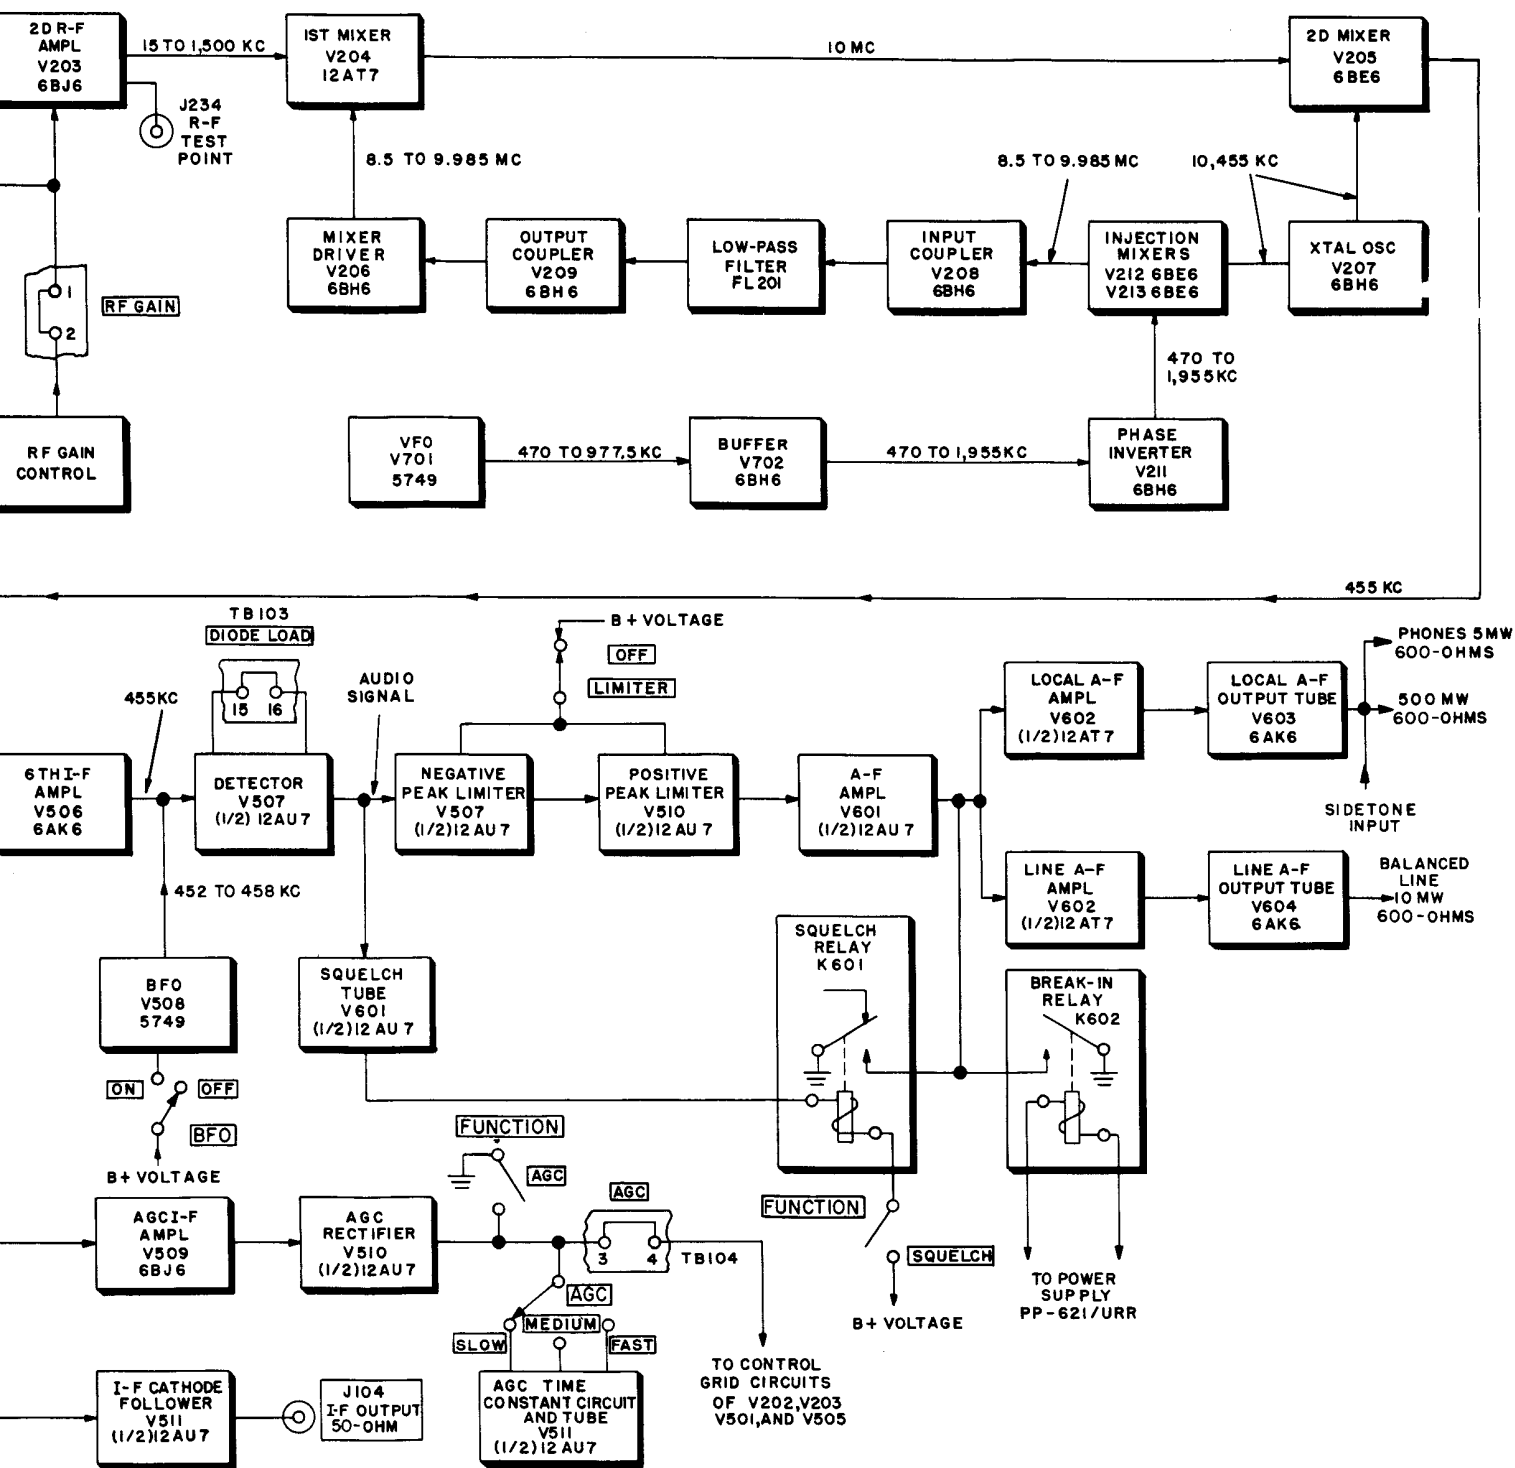 2D R-F
AMPL
V203
6BJ6
15 TO 1,500 KC
1ST MIXER
V204
12AT7
10 MC
2D MIXER
V205
6BE6
J234
R-F
TEST
POINT
8.5 TO 9.985 MC
8.5 TO 9.985 MC
10,455 KC
MIXER
DRIVER
V206
6BH6
OUTPUT
COUPLER
V209
6BH6
LOW-PASS
FILTER
FL201
INPUT
COUPLER
V208
6BH6
INJECTION
MIXERS
V212 6BE6
V213 6BE6
XTAL OSC
V207
6BH6
1
2
RF GAIN
470 TO
1,955KC
RF GAIN
CONTROL
VFO
V701
5749
470 TO 977.5 KC
BUFFER
V702
6BH6
470 TO 1,955KC
PHASE
INVERTER
V211
6BH6
455 KC
TB103
DIODE LOAD
15 16
B+ VOLTAGE
OFF
LIMITER
PHONES 5MW
600-OHMS
455KC
AUDIO
SIGNAL
LOCAL A-F
AMPL
V602
(1/2)12AT7
LOCAL A-F
OUTPUT TUBE
V603
6AK6
500 MW
600-OHMS
6TH I-F
AMPL
V506
6AK6
DETECTOR
V507
(1/2) 12AU7
NEGATIVE
PEAK LIMITER
V507
(1/2)12AU7
POSITIVE
PEAK LIMITER
V510
(1/2)12AU7
A-F
AMPL
V601
(1/2)12AU7
SIDETONE
INPUT
452 TO 458 KC
LINE A-F
AMPL
V602
(1/2)12AT7
LINE A-F
OUTPUT TUBE
V604
6AK6
BALANCED
LINE
10 MW
600-OHMS
BFO
V508
5749
SQUELCH
TUBE
V601
(1/2)12AU7
SQUELCH
RELAY
K601
BREAK-IN
RELAY
K602
ON
OFF
BFO
B+ VOLTAGE
FUNCTION
AGC
AGC
FUNCTION
SQUELCH
B+ VOLTAGE
TO POWER
SUPPLY
PP-621/URR
AGC I-F
AMPL
V509
6BJ6
AGC
RECTIFIER
V510
(1/2)12AU7
3 4
TB104
AGC
SLOW
MEDIUM
FAST
TO CONTROL
GRID CIRCUITS
OF V202,V203
V501,AND V505
I-F CATHODE
FOLLOWER
V511
(1/2)12AU7
J104
I-F OUTPUT
50-OHM
AGC TIME
CONSTANT CIRCUIT
AND TUBE
V511
(1/2)12AU7